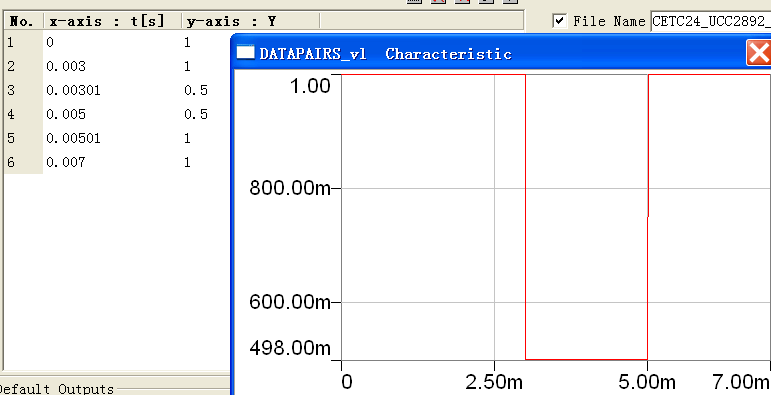 No. x-axis : t[s] y-axis : Y
File Name CETC24_UCC2892_
1 0 1
2 0.003 1
3 0.00301 0.5
4 0.005 0.5
5 0.00501 1
6 0.007 1
DATAPAIRS_vl Characteristic
1.00
800.00m
600.00m
498.00m
0 2.50m 5.00m 7.00m
Default Outputs